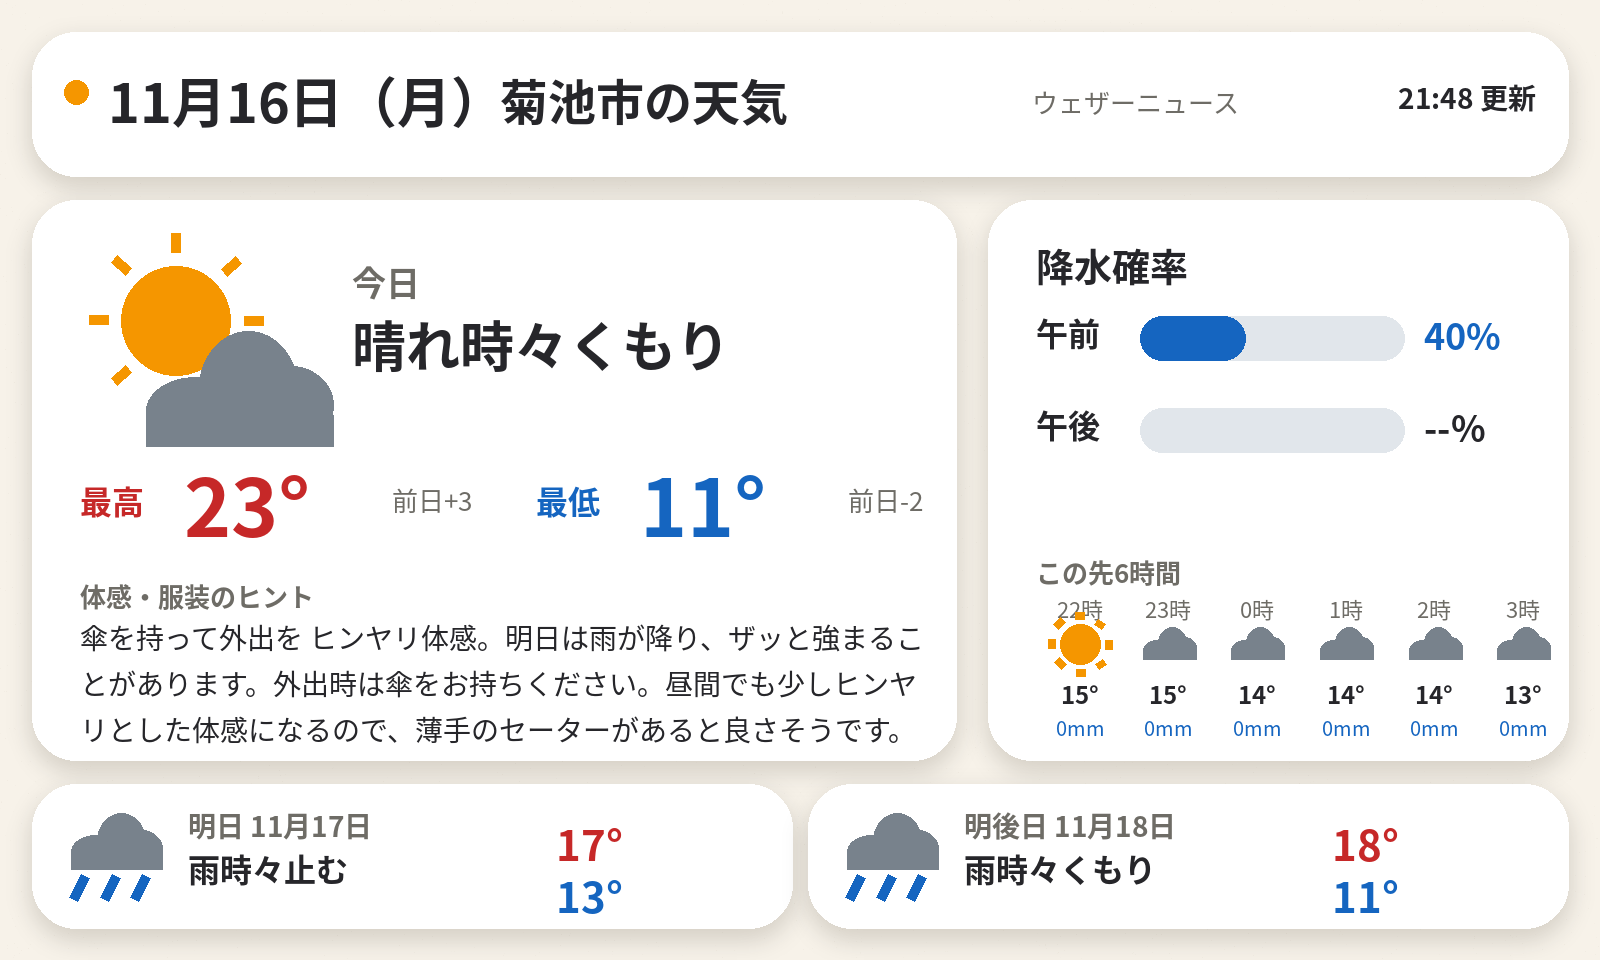 11月16日（月）菊池市の天気
ウェザーニュース
21:48 更新
今日
晴れ時々くもり
最高 23° 前日+3 最低 11° 前日-2
体感・服装のヒント
傘を持って外出を ヒンヤリ体感。明日は雨が降り、ザッと強まるこ
とがあります。外出時は傘をお持ちください。昼間でも少しヒンヤ
リとした体感になるので、薄手のセーターがあると良さそうです。
降水確率
午前 40%
午後 --%
この先6時間
22時 23時 0時 1時 2時 3時
15° 15° 14° 14° 14° 13°
0mm 0mm 0mm 0mm 0mm 0mm
明日 11月17日
雨時々止む
17°
13°
明後日 11月18日
雨時々くもり
18°
11°